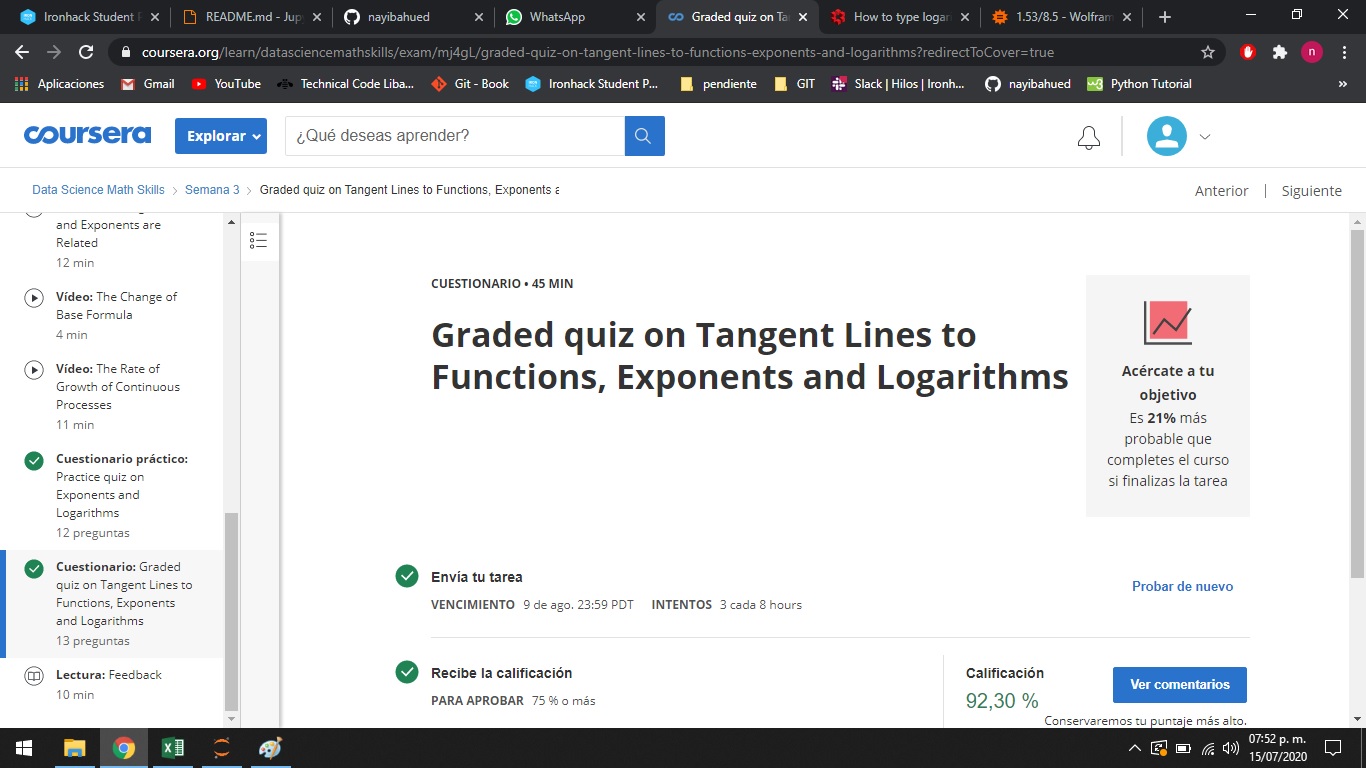 Ironhack Student P
README.md - Jup
nayibahued
WhatsApp
Graded quiz on Ta
How to type logar
1.53/8.5 - Wolfram
coursera.org/learn/datasciencemathskills/exam/mj4gL/graded-quiz-on-tangent-lines-to-functions-exponents-and-logarithms?redirectToCover=true
n
Aplicaciones
Gmail
YouTube
Technical Code Liba...
Git - Book
Ironhack Student P...
pendiente
GIT
Slack | Hilos | Ironh...
nayibahued
Python Tutorial
»
coursera
Explorar
¿Qué deseas aprender?
Data Science Math Skills
Semana 3
Graded quiz on Tangent Lines to Functions, Exponents a
Anterior | Siguiente
and Exponents are
Related
12 min
Vídeo: The Change of
Base Formula
4 min
Vídeo: The Rate of
Growth of Continuous
Processes
11 min
Cuestionario práctico:
Practice quiz on
Exponents and
Logarithms
12 preguntas
Cuestionario: Graded
quiz on Tangent Lines to
Functions, Exponents
and Logarithms
13 preguntas
Lectura: Feedback
10 min
CUESTIONARIO • 45 MIN
Graded quiz on Tangent Lines to
Functions, Exponents and Logarithms
Acércate a tu
objetivo
Es 21% más
probable que
completes el curso
si finalizas la tarea
Envía tu tarea
VENCIMIENTO 9 de ago. 23:59 PDT INTENTOS 3 cada 8 hours
Probar de nuevo
Recibe la calificación
PARA APROBAR 75 % o más
Calificación
92,30 %
Ver comentarios
Conservaremos tu puntaje más alto.
07:52 p. m.
15/07/2020